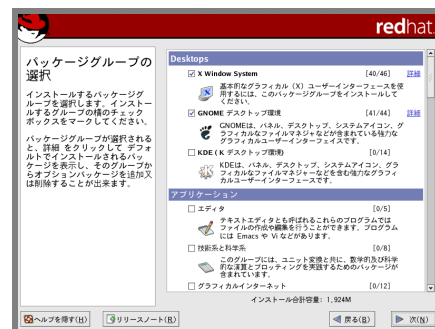 redhat.
パッケージグループの
選択
インストールするパッケージグ
ループを選択します。インストー
ルするグループの横のチェック
ボックスをマークしてください。
パッケージグループが選択される
と、詳細 をクリックして デフォ
ルトでインストールされるパッ
ケージを表示し、そのグループか
らオプションパッケージを追加又
は削除することが出来ます。
Desktops
X Window System [40/46] 詳細
基本的なグラフィカル（X）ユーザーインターフェースを使
用するには、このパッケージグループをインストールして
ください。
GNOME デスクトップ環境 [41/44] 詳細
GNOMEは、パネル、デスクトップ、システムアイコン、グ
ラフィカルなファイルマネジャなどが含まれている強力な
グラフィカルユーザーインターフェイスです。
KDE ( K デスクトップ環境) [0/14]
KDEは、パネル、デスクトップ、システムアイコン、グラ
フィカルなファイルマネージャーなどを含む強力なグラフィ
カルユーザーインターフェースです。
アプリケーション
エディタ [0/5]
テキストエディタとも呼ばれるこれらのプログラムでは
ファイルの作成や編集を行うことができます。プログラム
には Emacs や Vi などがあります。
技術系と科学系 [0/8]
このグループには、ユニット変換と共に、数学的及び科学
的な演算とプロッティングを実践するためのパッケージが
含まれています。
グラフィカルインターネット [0/12]
インストール合計容量： 1,924M
ヘルプを隠す(H)
リリースノート(R)
戻る(B)
次(N)